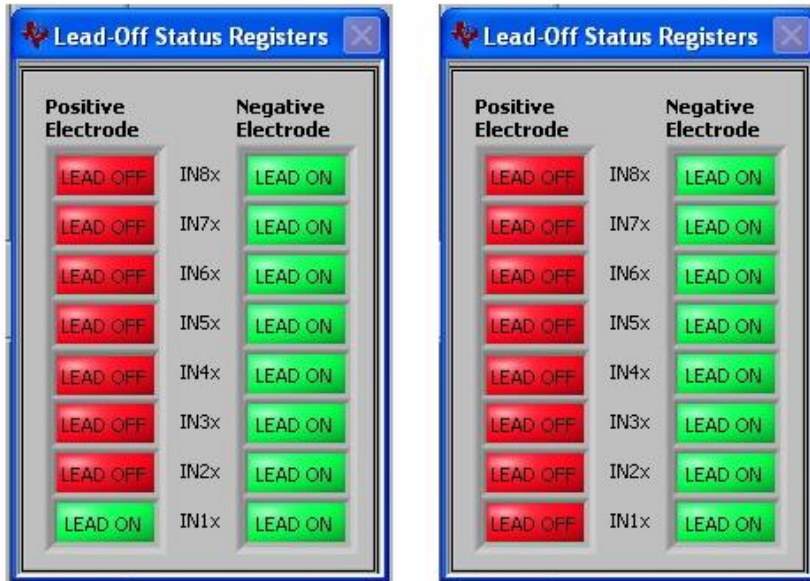 Lead-Off Status Registers
Positive Electrode
Negative Electrode
LEAD OFF IN8x LEAD ON
LEAD OFF IN7x LEAD ON
LEAD OFF IN6x LEAD ON
LEAD OFF IN5x LEAD ON
LEAD OFF IN4x LEAD ON
LEAD OFF IN3x LEAD ON
LEAD OFF IN2x LEAD ON
LEAD ON IN1x LEAD ON
Lead-Off Status Registers
Positive Electrode
Negative Electrode
LEAD OFF IN8x LEAD ON
LEAD OFF IN7x LEAD ON
LEAD OFF IN6x LEAD ON
LEAD OFF IN5x LEAD ON
LEAD OFF IN4x LEAD ON
LEAD OFF IN3x LEAD ON
LEAD OFF IN2x LEAD ON
LEAD OFF IN1x LEAD ON